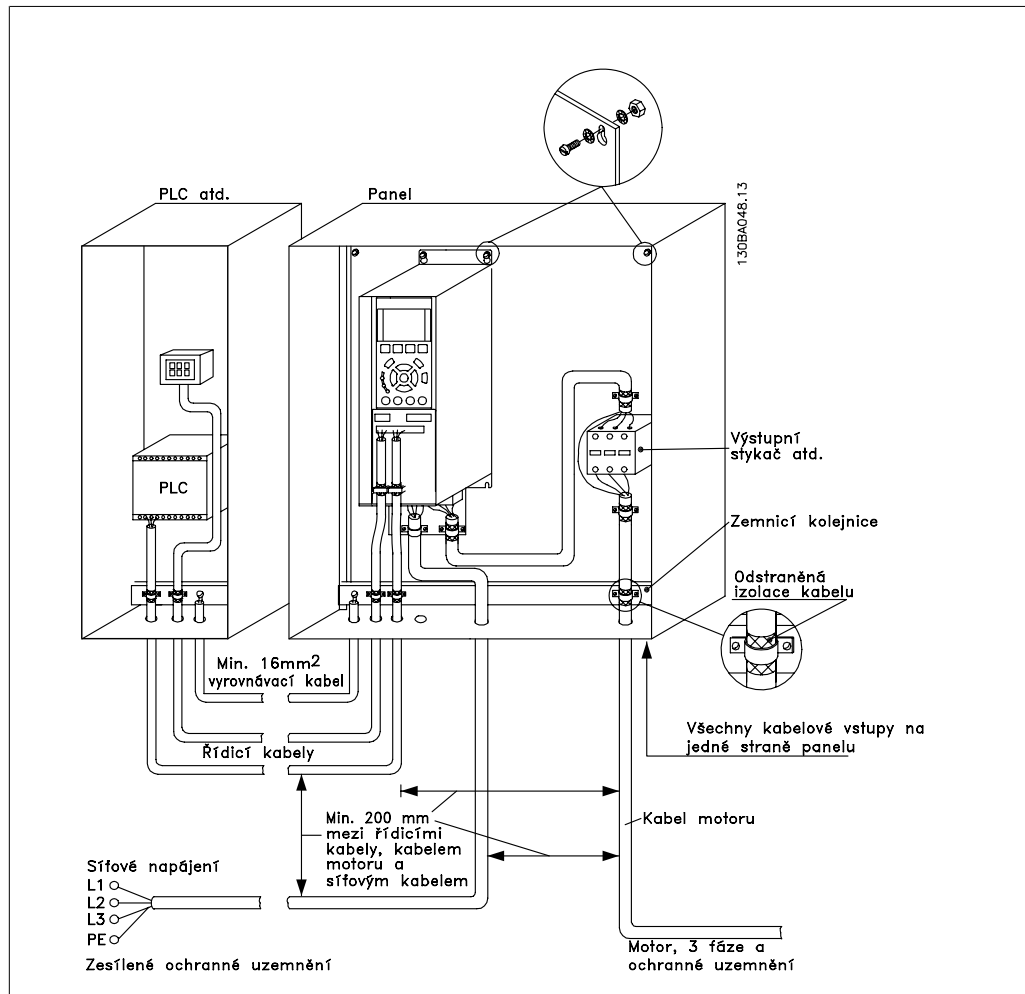 PLC atd.
Panel
130BA048.13
PLC
Výstupní
stykač atd.
Zemnicí kolejnice
Odstraněná
izolace kabelu
Min. 16mm2
vyrovnávací kabel
Všechny kabelové vstupy na
jedné straně panelu
Řídicí kabely
Min. 200 mm
mezi řídicími
kabely, kabelem
motoru a
síťovým kabelem
Kabel motoru
Síťové napájení
L1
L2
L3
PE
Zesílené ochranné uzemnění
Motor, 3 fáze a
ochranné uzemnění